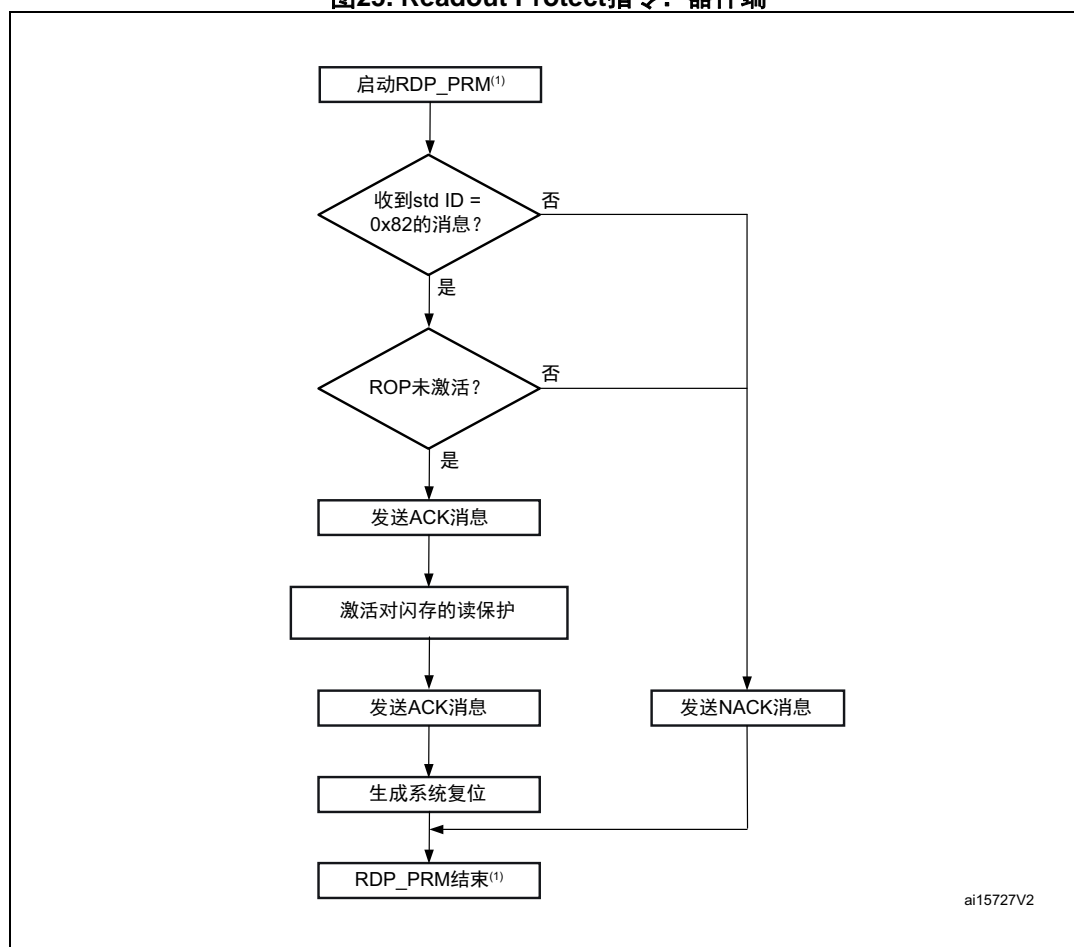 图25. Readout Protect指令：器件端
启动RDP_PRM(1)
收到std ID =
0x82的消息？
否
是
ROP未激活？
否
是
发送ACK消息
激活对闪存的读保护
发送ACK消息
发送NACK消息
生成系统复位
RDP_PRM结束(1)
ai15727V2